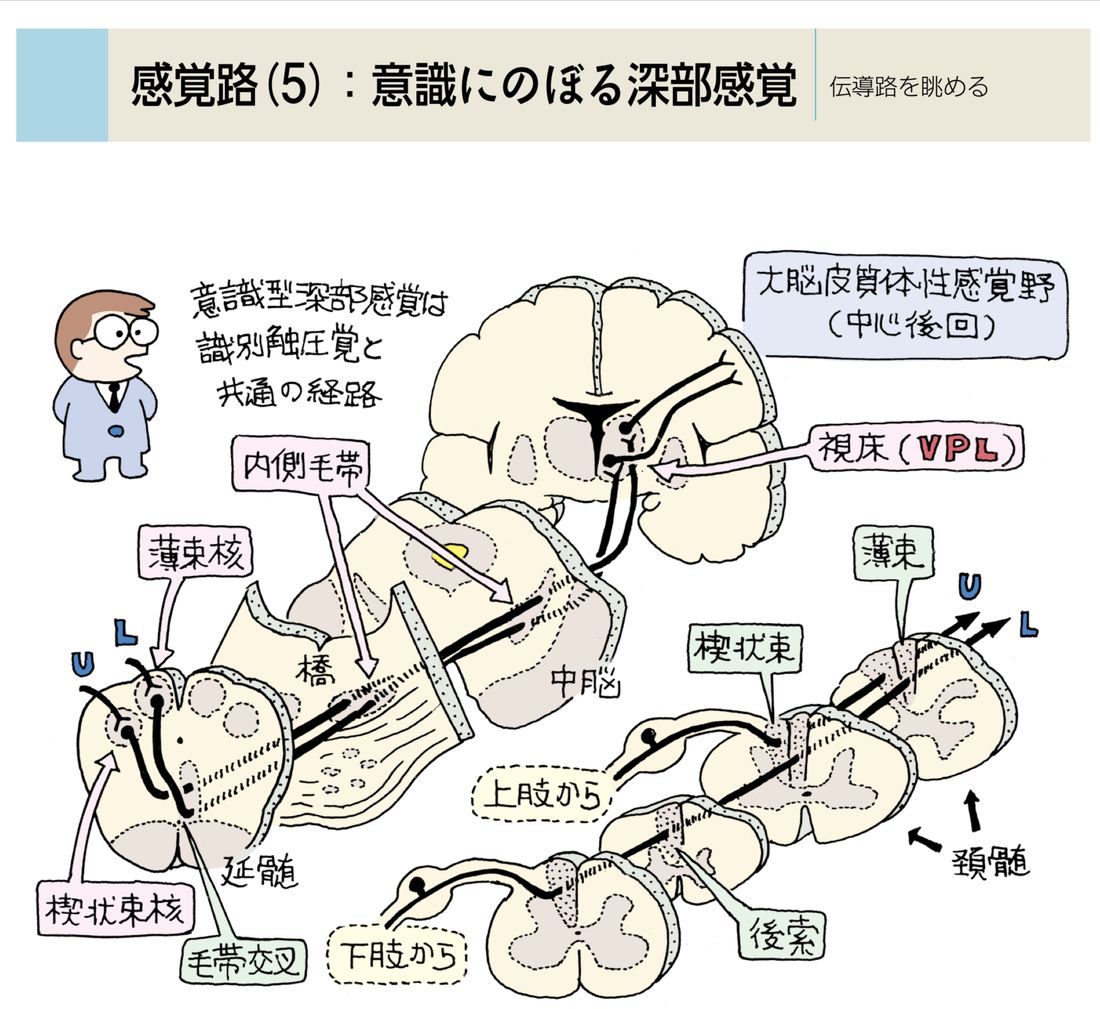 感覚路(5):意識にのぼる深部感覚
伝導路を眺める
意識型深部感覚は
識別触圧覚と
共通の経路
大脳皮質体性感覚野
(中心後回)
内側毛帯
視床(VPL)
薄束核
薄束
U
L
L
U
楔状束
橋
中脳
上肢から
頚髄
延髄
楔状束核
毛帯交叉
下肢から
後索